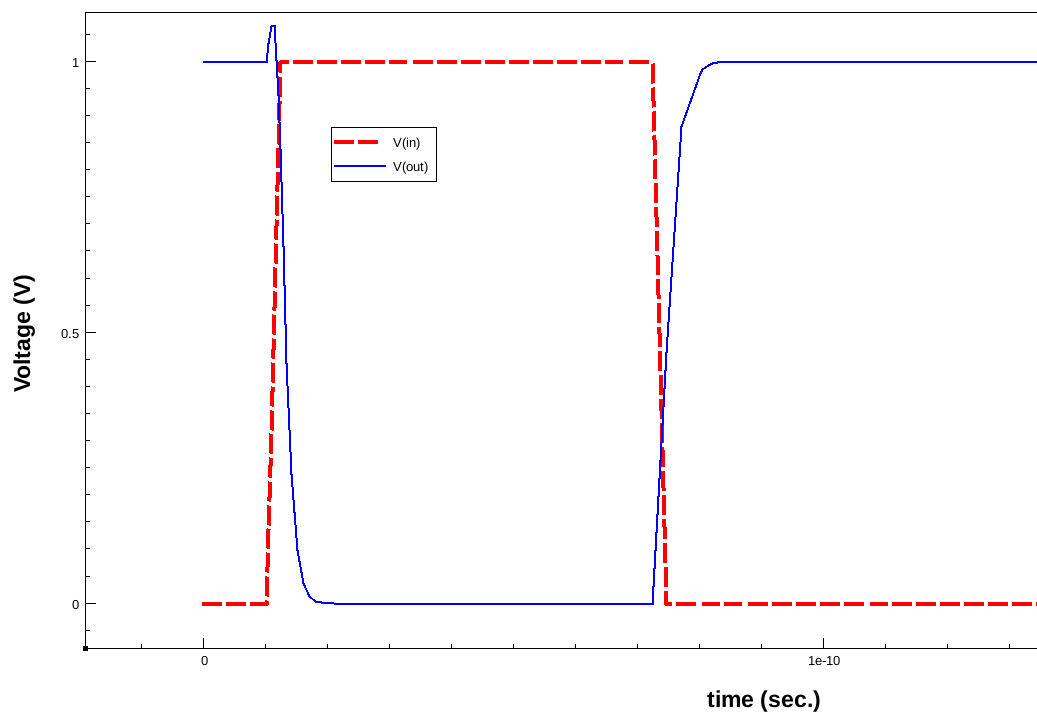 1
V(in)
V(out)
Voltage (V)
0.5
0
0
1e-10
time (sec.)